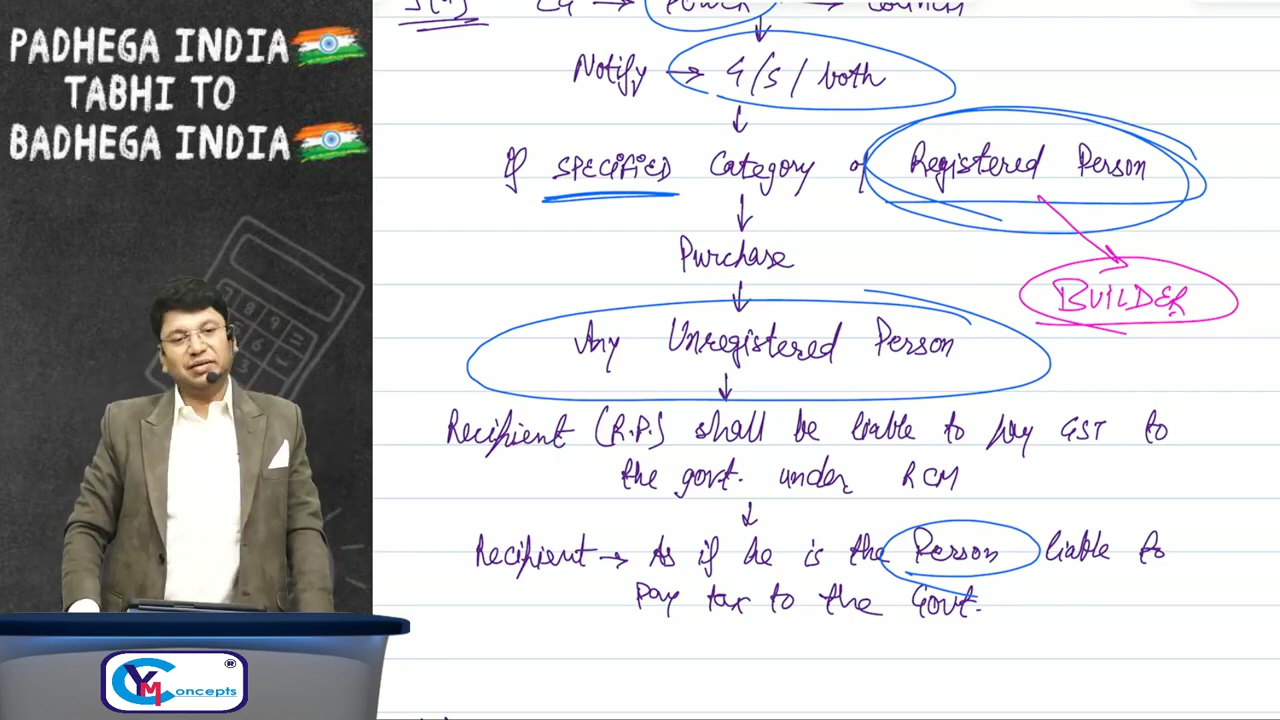 PADHEGA INDIA
TABHI TO
BADHEGA INDIA
Notify → G/S/both
If SPECIFIED Category of Registered Person
Purchase
BUILDER
Any Unregistered Person
Recipient (R.P.) shall be liable to pay GST to
the govt. under RCM
Recipient → As if he is the Person liable to
Pay tax to the Govt.
CYM Concepts ®